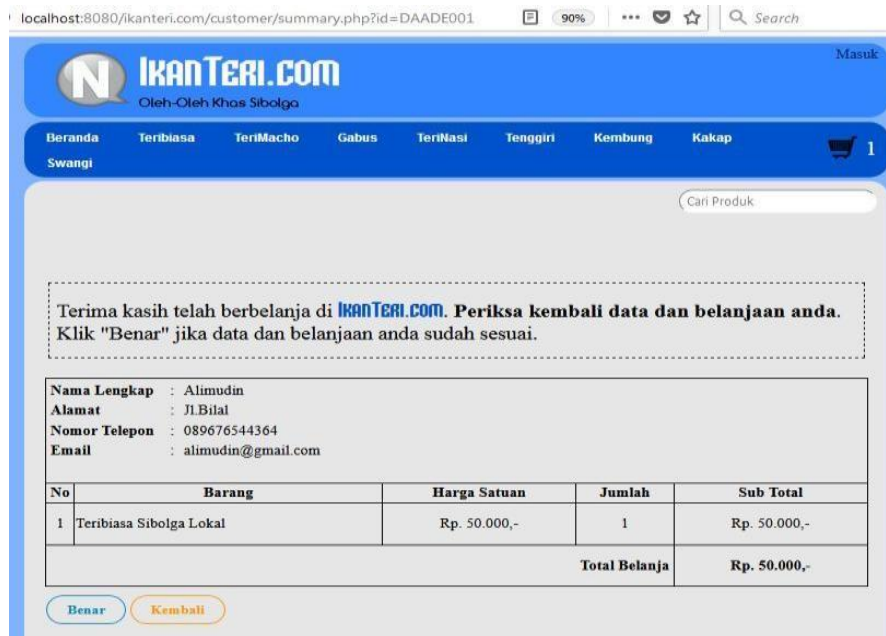 localhost:8080/ikanteri.com/customer/summary.php?id=DAADE001 90% Search
Masuk
N IKANTERI.COM
Oleh-Oleh Khas Sibolga
Beranda Teribiasa TeriMacho Gabus TeriNasi Tenggiri Kembung Kakap
Swangi
1
Cari Produk
Terima kasih telah berbelanja di IKANTERI.COM. Periksa kembali data dan belanjaan anda.
Klik "Benar" jika data dan belanjaan anda sudah sesuai.
Nama Lengkap : Alimudin
Alamat : Jl.Bilal
Nomor Telepon : 089676544364
Email : alimudin@gmail.com
No Barang Harga Satuan Jumlah Sub Total
1 Teribiasa Sibolga Lokal Rp. 50.000,- 1 Rp. 50.000,-
Total Belanja Rp. 50.000,-
Benar Kembali